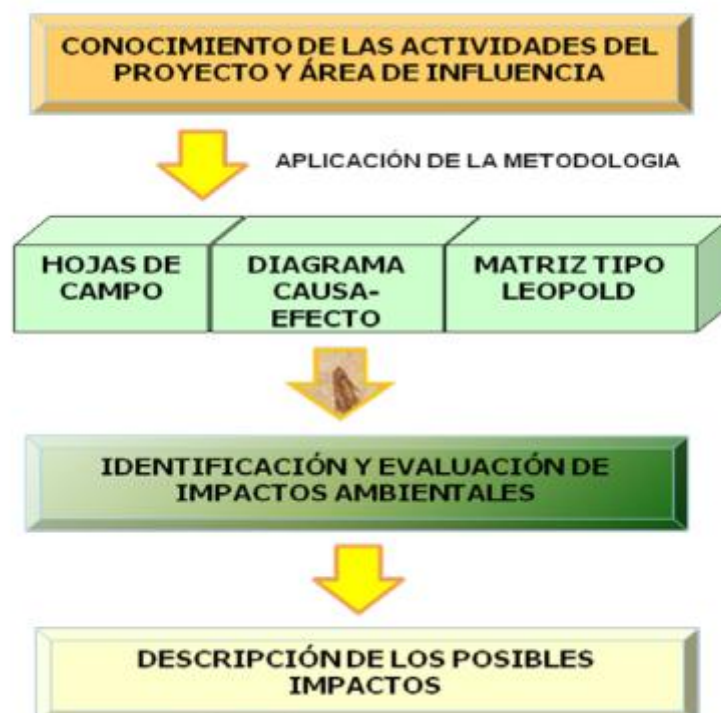 CONOCIMIENTO DE LAS ACTIVIDADES DEL
PROYECTO Y ÁREA DE INFLUENCIA
APLICACIÓN DE LA METODOLOGIA
HOJAS DE
CAMPO
DIAGRAMA
CAUSA-
EFECTO
MATRIZ TIPO
LEOPOLD
IDENTIFICACIÓN Y EVALUACIÓN DE
IMPACTOS AMBIENTALES
DESCRIPCIÓN DE LOS POSIBLES
IMPACTOS